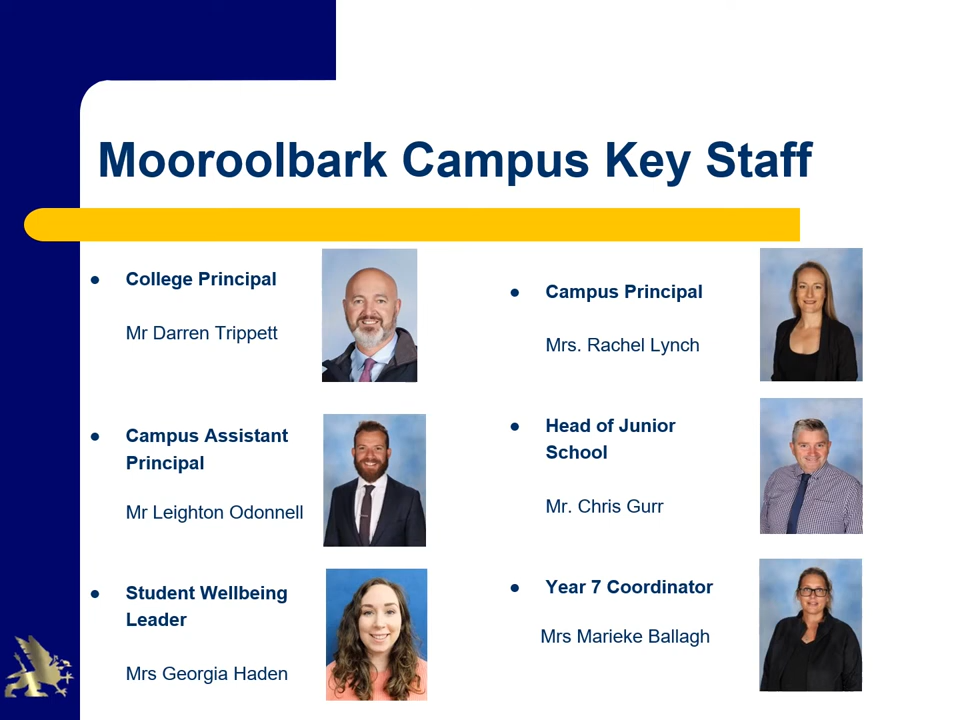 Mooroolbark Campus Key Staff
College Principal
Mr Darren Trippett
Campus Assistant
Principal
Mr Leighton Odonnell
Student Wellbeing
Leader
Mrs Georgia Haden
Campus Principal
Mrs. Rachel Lynch
Head of Junior
School
Mr. Chris Gurr
Year 7 Coordinator
Mrs Marieke Ballagh